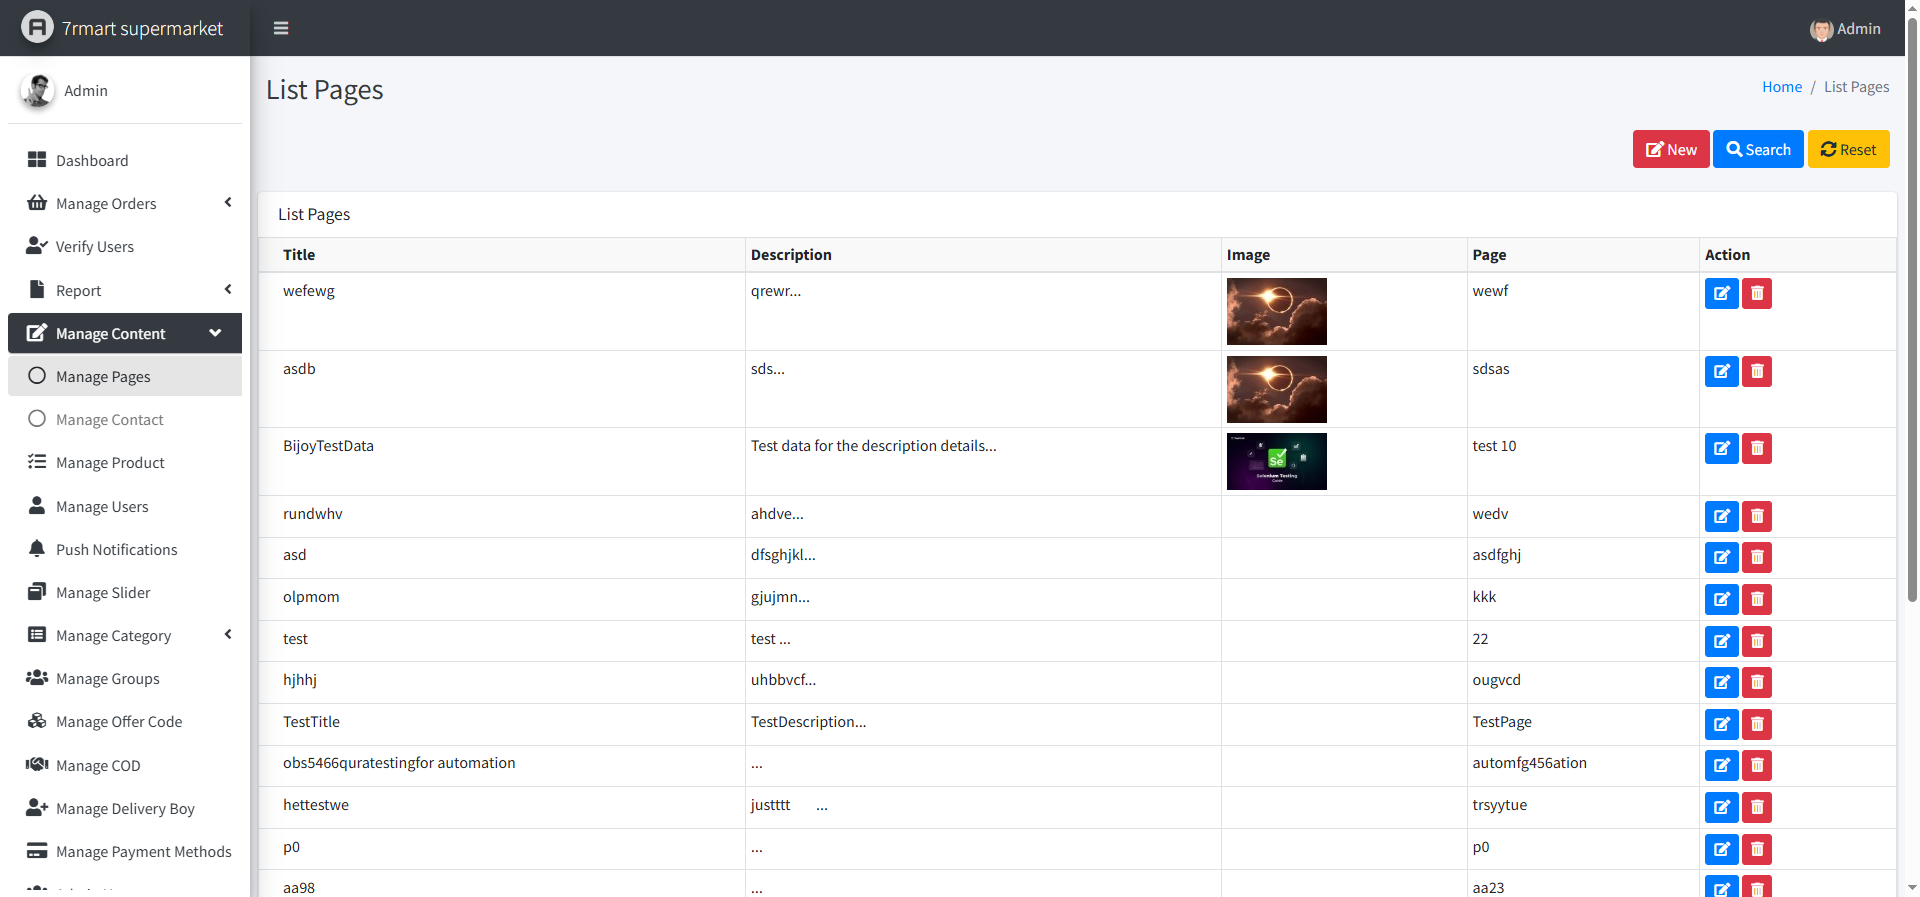 7rmart supermarket
Admin
Admin
List Pages
Home / List Pages
Dashboard
New
Search
Reset
Manage Orders
Verify Users
Report
Manage Content
Manage Pages
Manage Contact
Manage Product
Manage Users
Push Notifications
Manage Slider
Manage Category
Manage Groups
Manage Offer Code
Manage COD
Manage Delivery Boy
Manage Payment Methods
List Pages
Title Description Image Page Action
wefewg qrewr... wewf
asdb sds... sdsas
BijoyTestData Test data for the description details... test 10
Se
Selenium Testing
Guide
rundwhv ahdve... wedv
asd dfsghjkl... asdfghj
olpmom gjujmn... kkk
test test ... 22
hjhhj uhbbvcf... ougvcd
TestTitle TestDescription... TestPage
obs5466quratestingfor automation ... automfg456ation
hettestwe justttt ... trsyytue
p0 ... p0
aa98 ... aa23